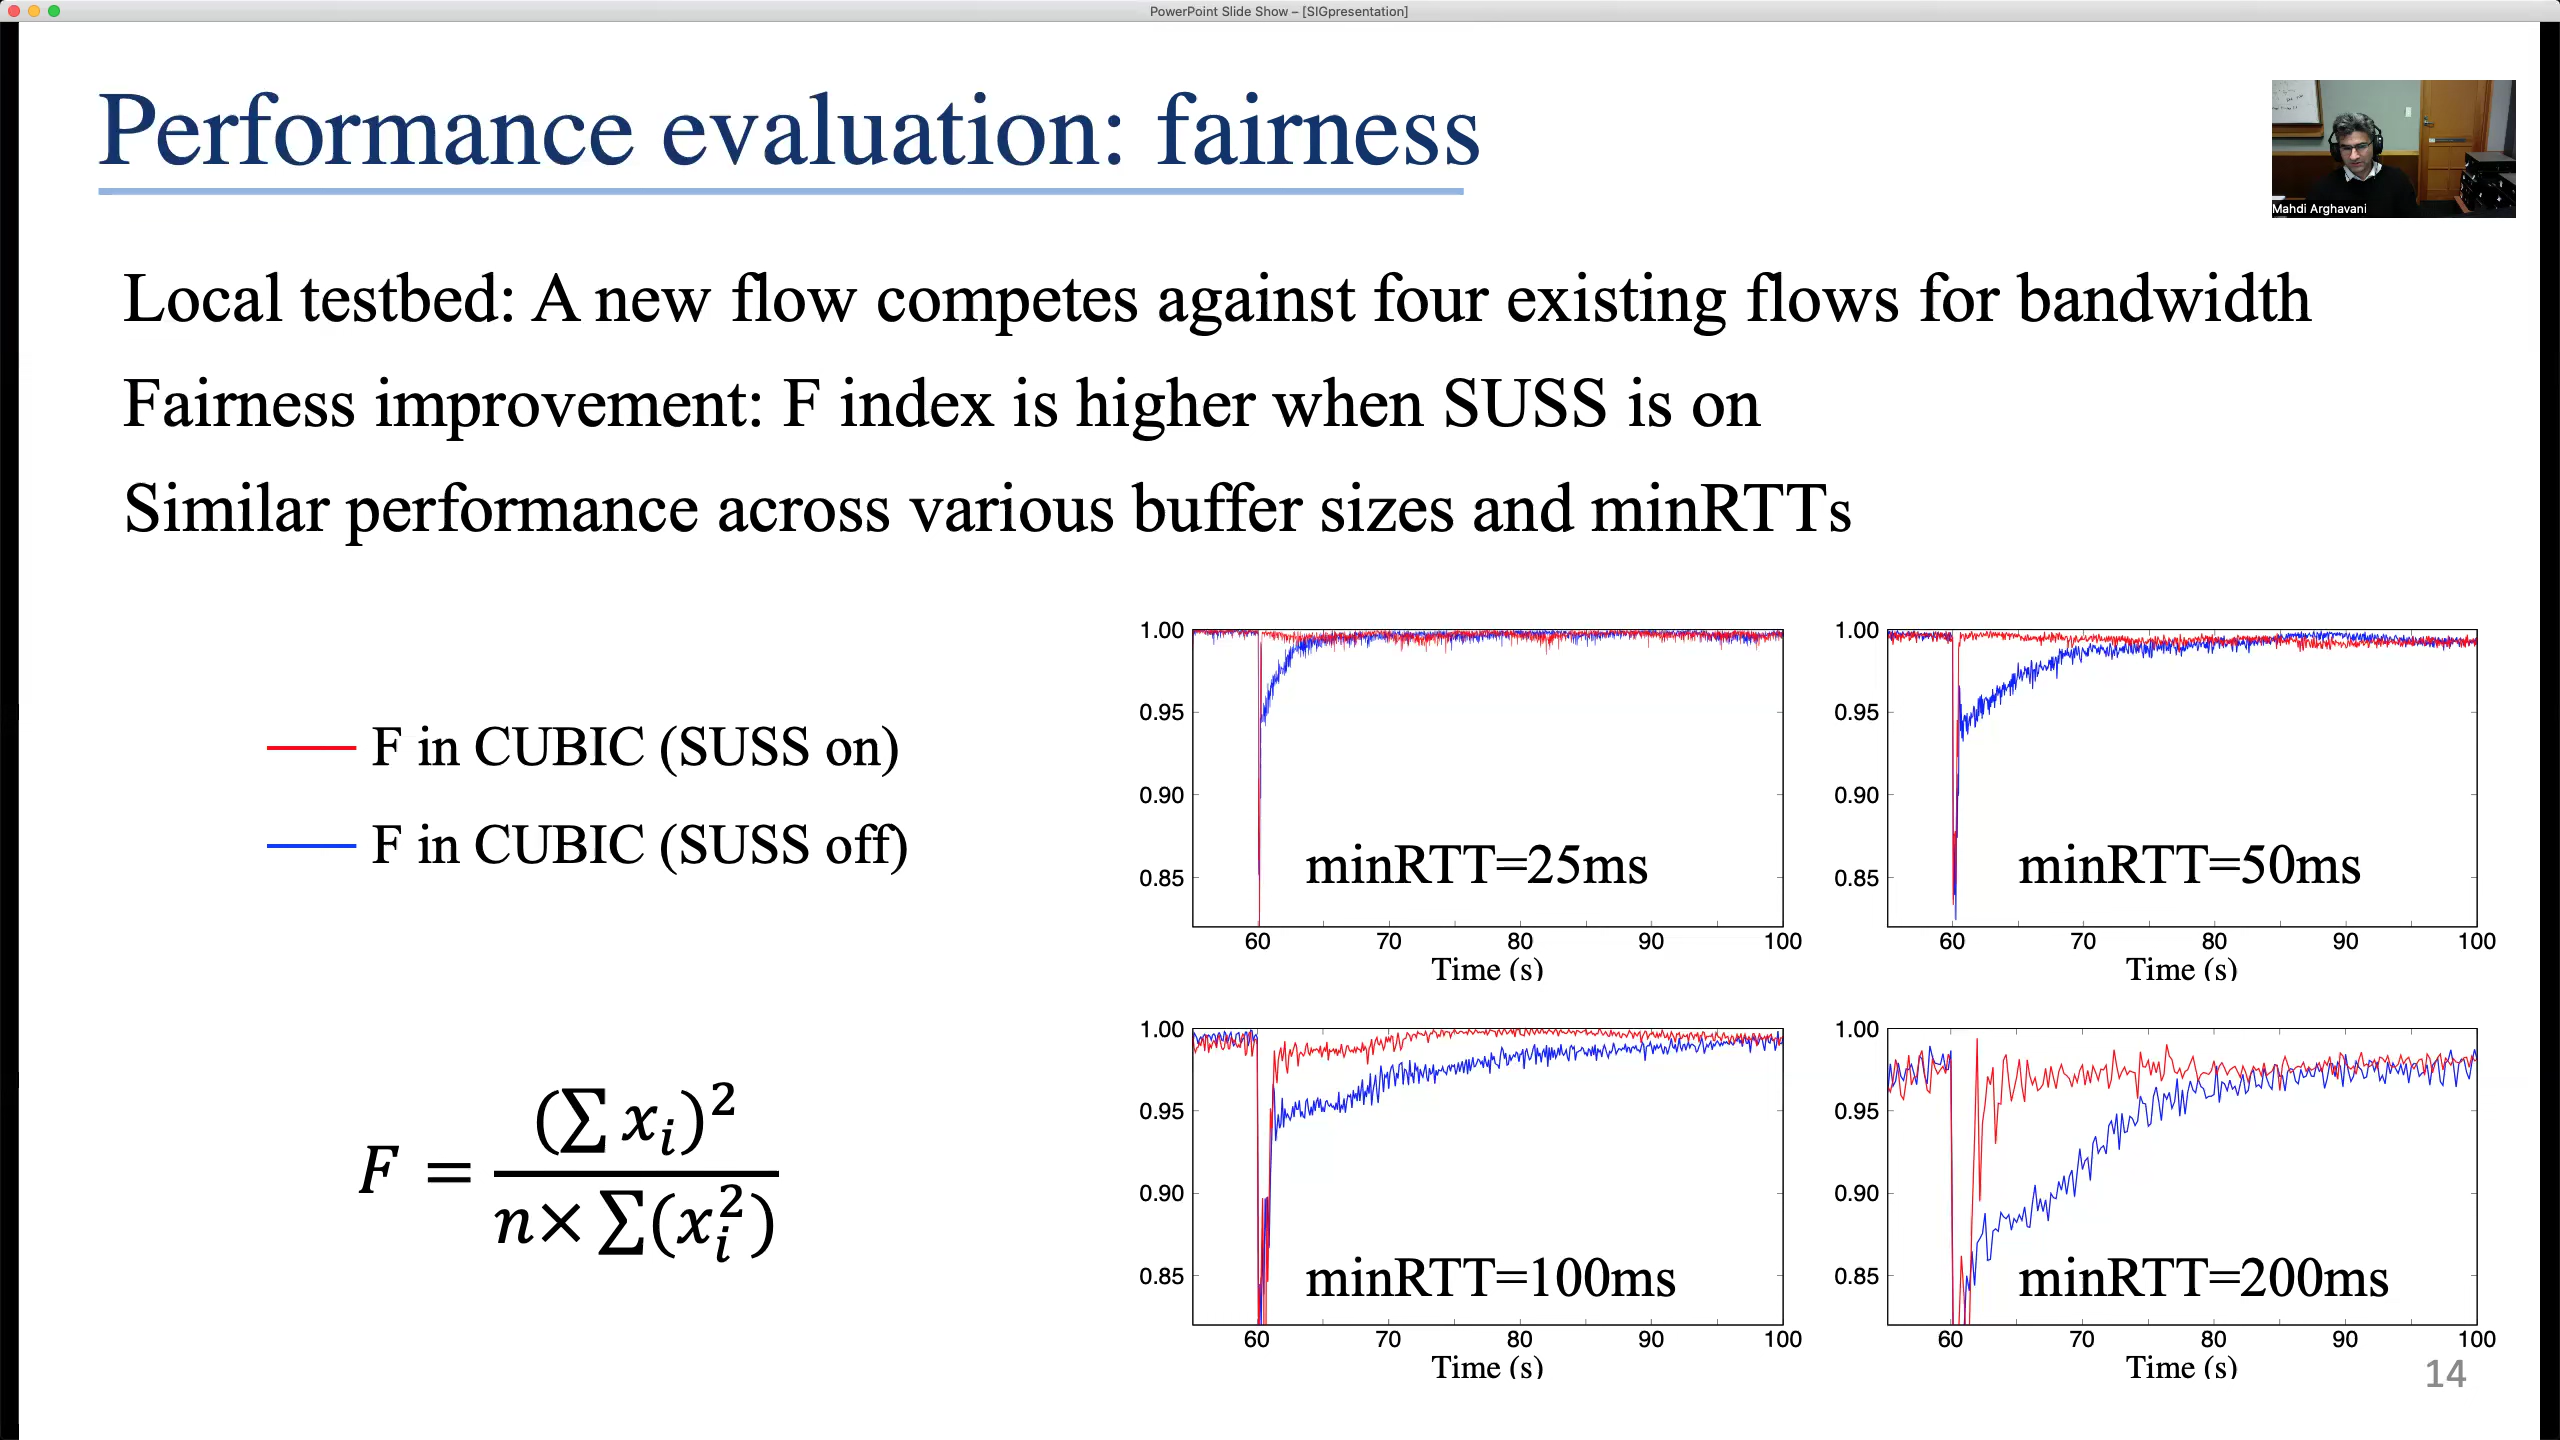 PowerPoint Slide Show – [SIGpresentation]
Performance evaluation: fairness
Mahdi Arghavani
Local testbed: A new flow competes against four existing flows for bandwidth
Fairness improvement: F index is higher when SUSS is on
Similar performance across various buffer sizes and minRTTs
F in CUBIC (SUSS on)
F in CUBIC (SUSS off)
F = (∑ xᵢ)² / n× ∑(xᵢ²)
1.00
0.95
0.90
0.85
minRTT=25ms
60 70 80 90 100
Time (s)
1.00
0.95
0.90
0.85
minRTT=50ms
60 70 80 90 100
Time (s)
1.00
0.95
0.90
0.85
minRTT=100ms
60 70 80 90 100
Time (s)
1.00
0.95
0.90
0.85
minRTT=200ms
60 70 80 90 100
Time (s)
14